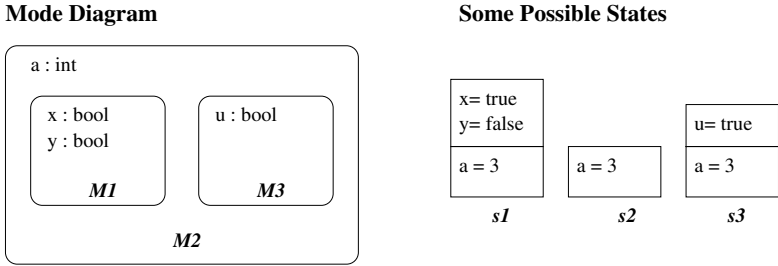 Mode Diagram
a : int
x : bool
y : bool
M1
u : bool
M3
M2
Some Possible States
x= true
y= false
a = 3
s1
a = 3
s2
u= true
a = 3
s3